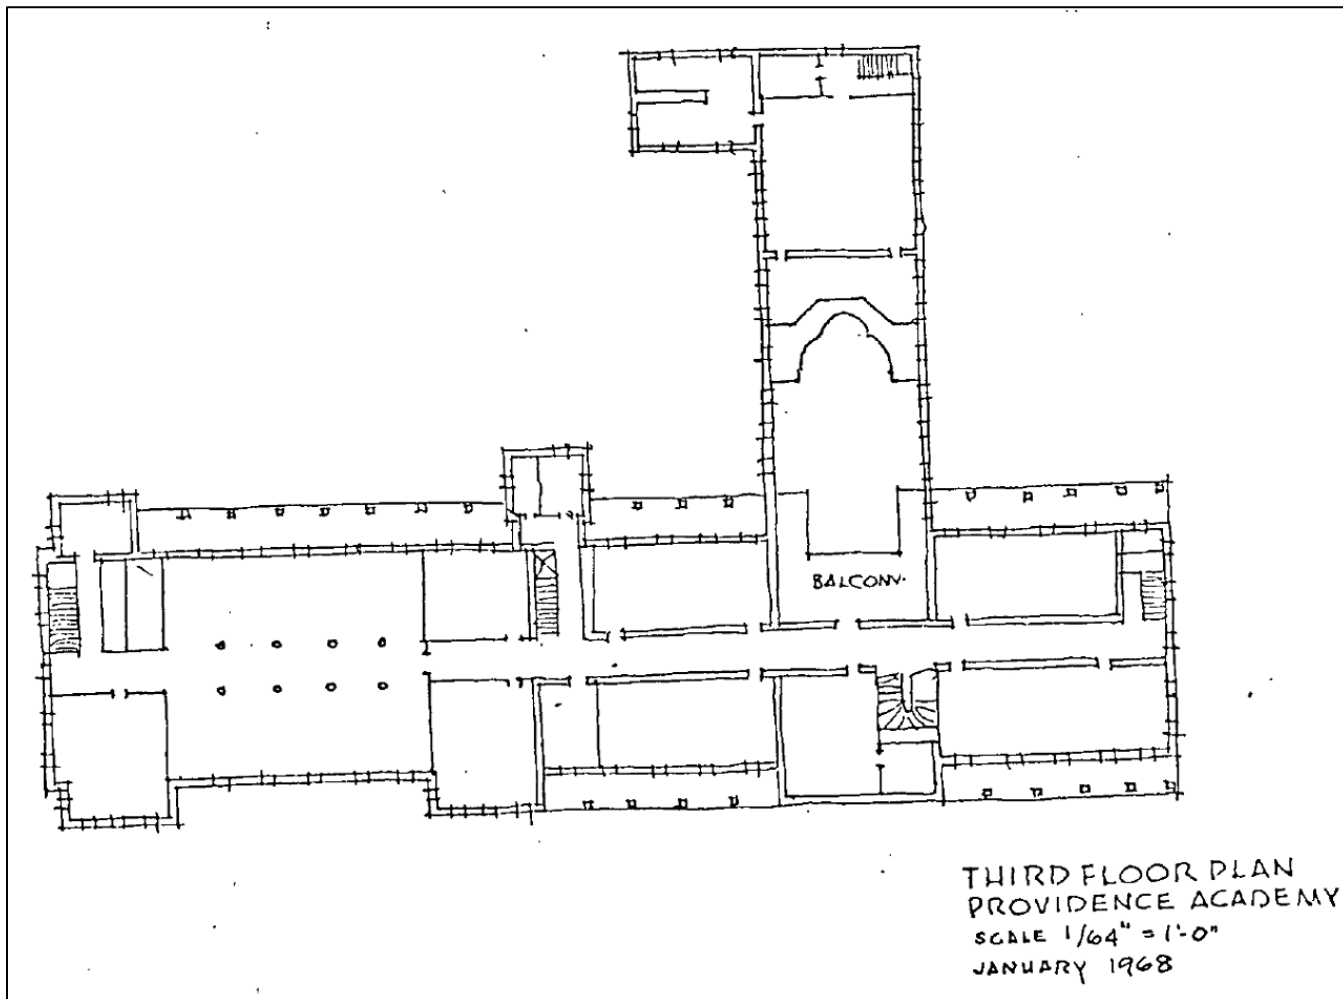 BALCONY.
THIRD FLOOR PLAN
PROVIDENCE ACADEMY
SCALE 1/64" = 1'-0"
JANUARY 1968